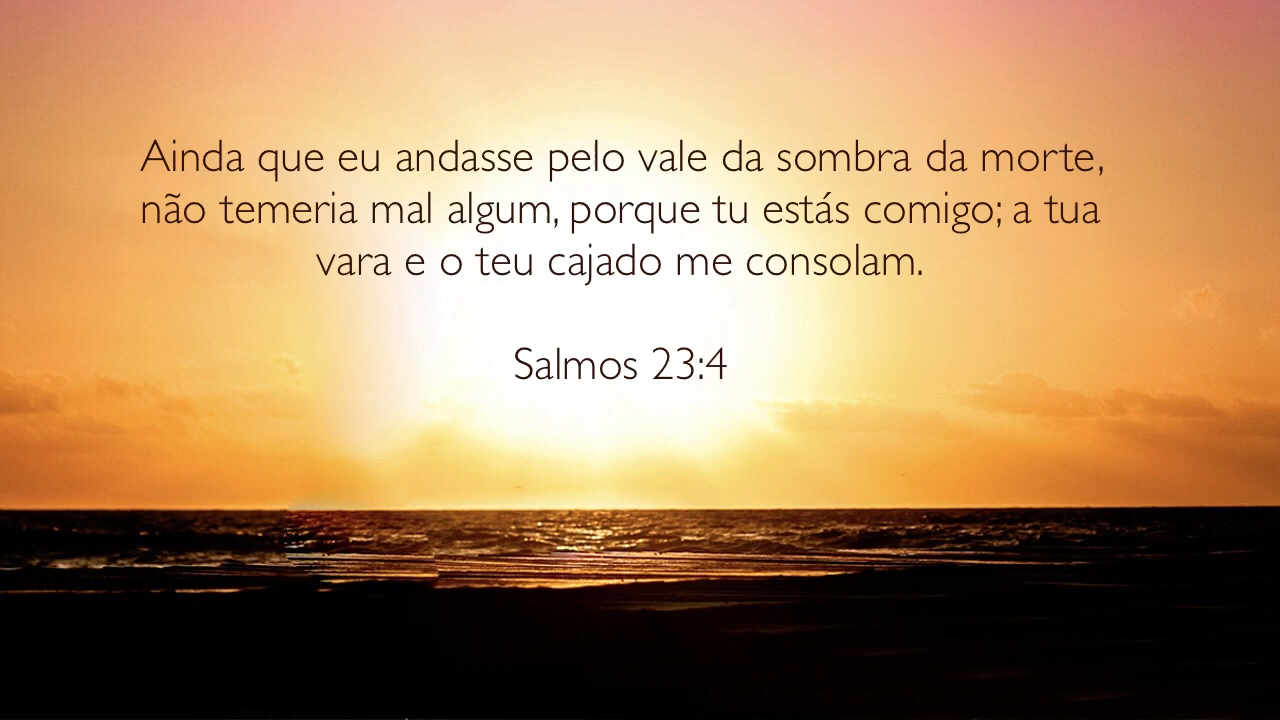 Ainda que eu andasse pelo vale da sombra da morte,
não temeria mal algum, porque tu estás comigo; a tua
vara e o teu cajado me consolam.
Salmos 23:4